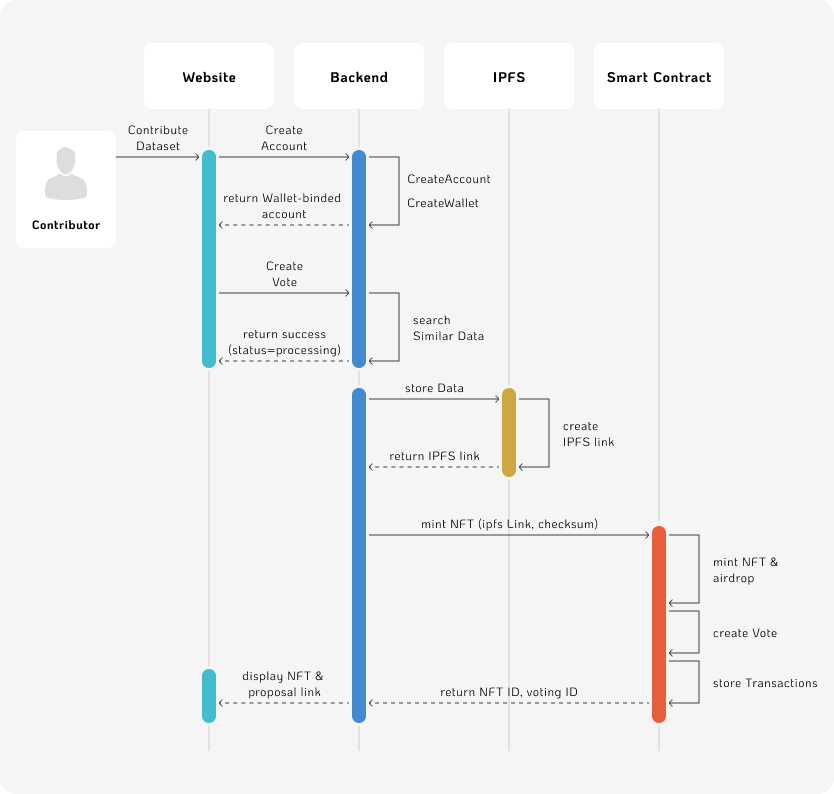 Website
Backend
IPFS
Smart Contract
Contributor
Contribute
Dataset
Create
Account
CreateAccount
CreateWallet
return Wallet-binded
account
Create
Vote
search
Similar Data
return success
(status=processing)
store Data
create
IPFS link
return IPFS link
mint NFT (ipfs Link, checksum)
mint NFT &
airdrop
create Vote
store Transactions
return NFT ID, voting ID
display NFT &
proposal link